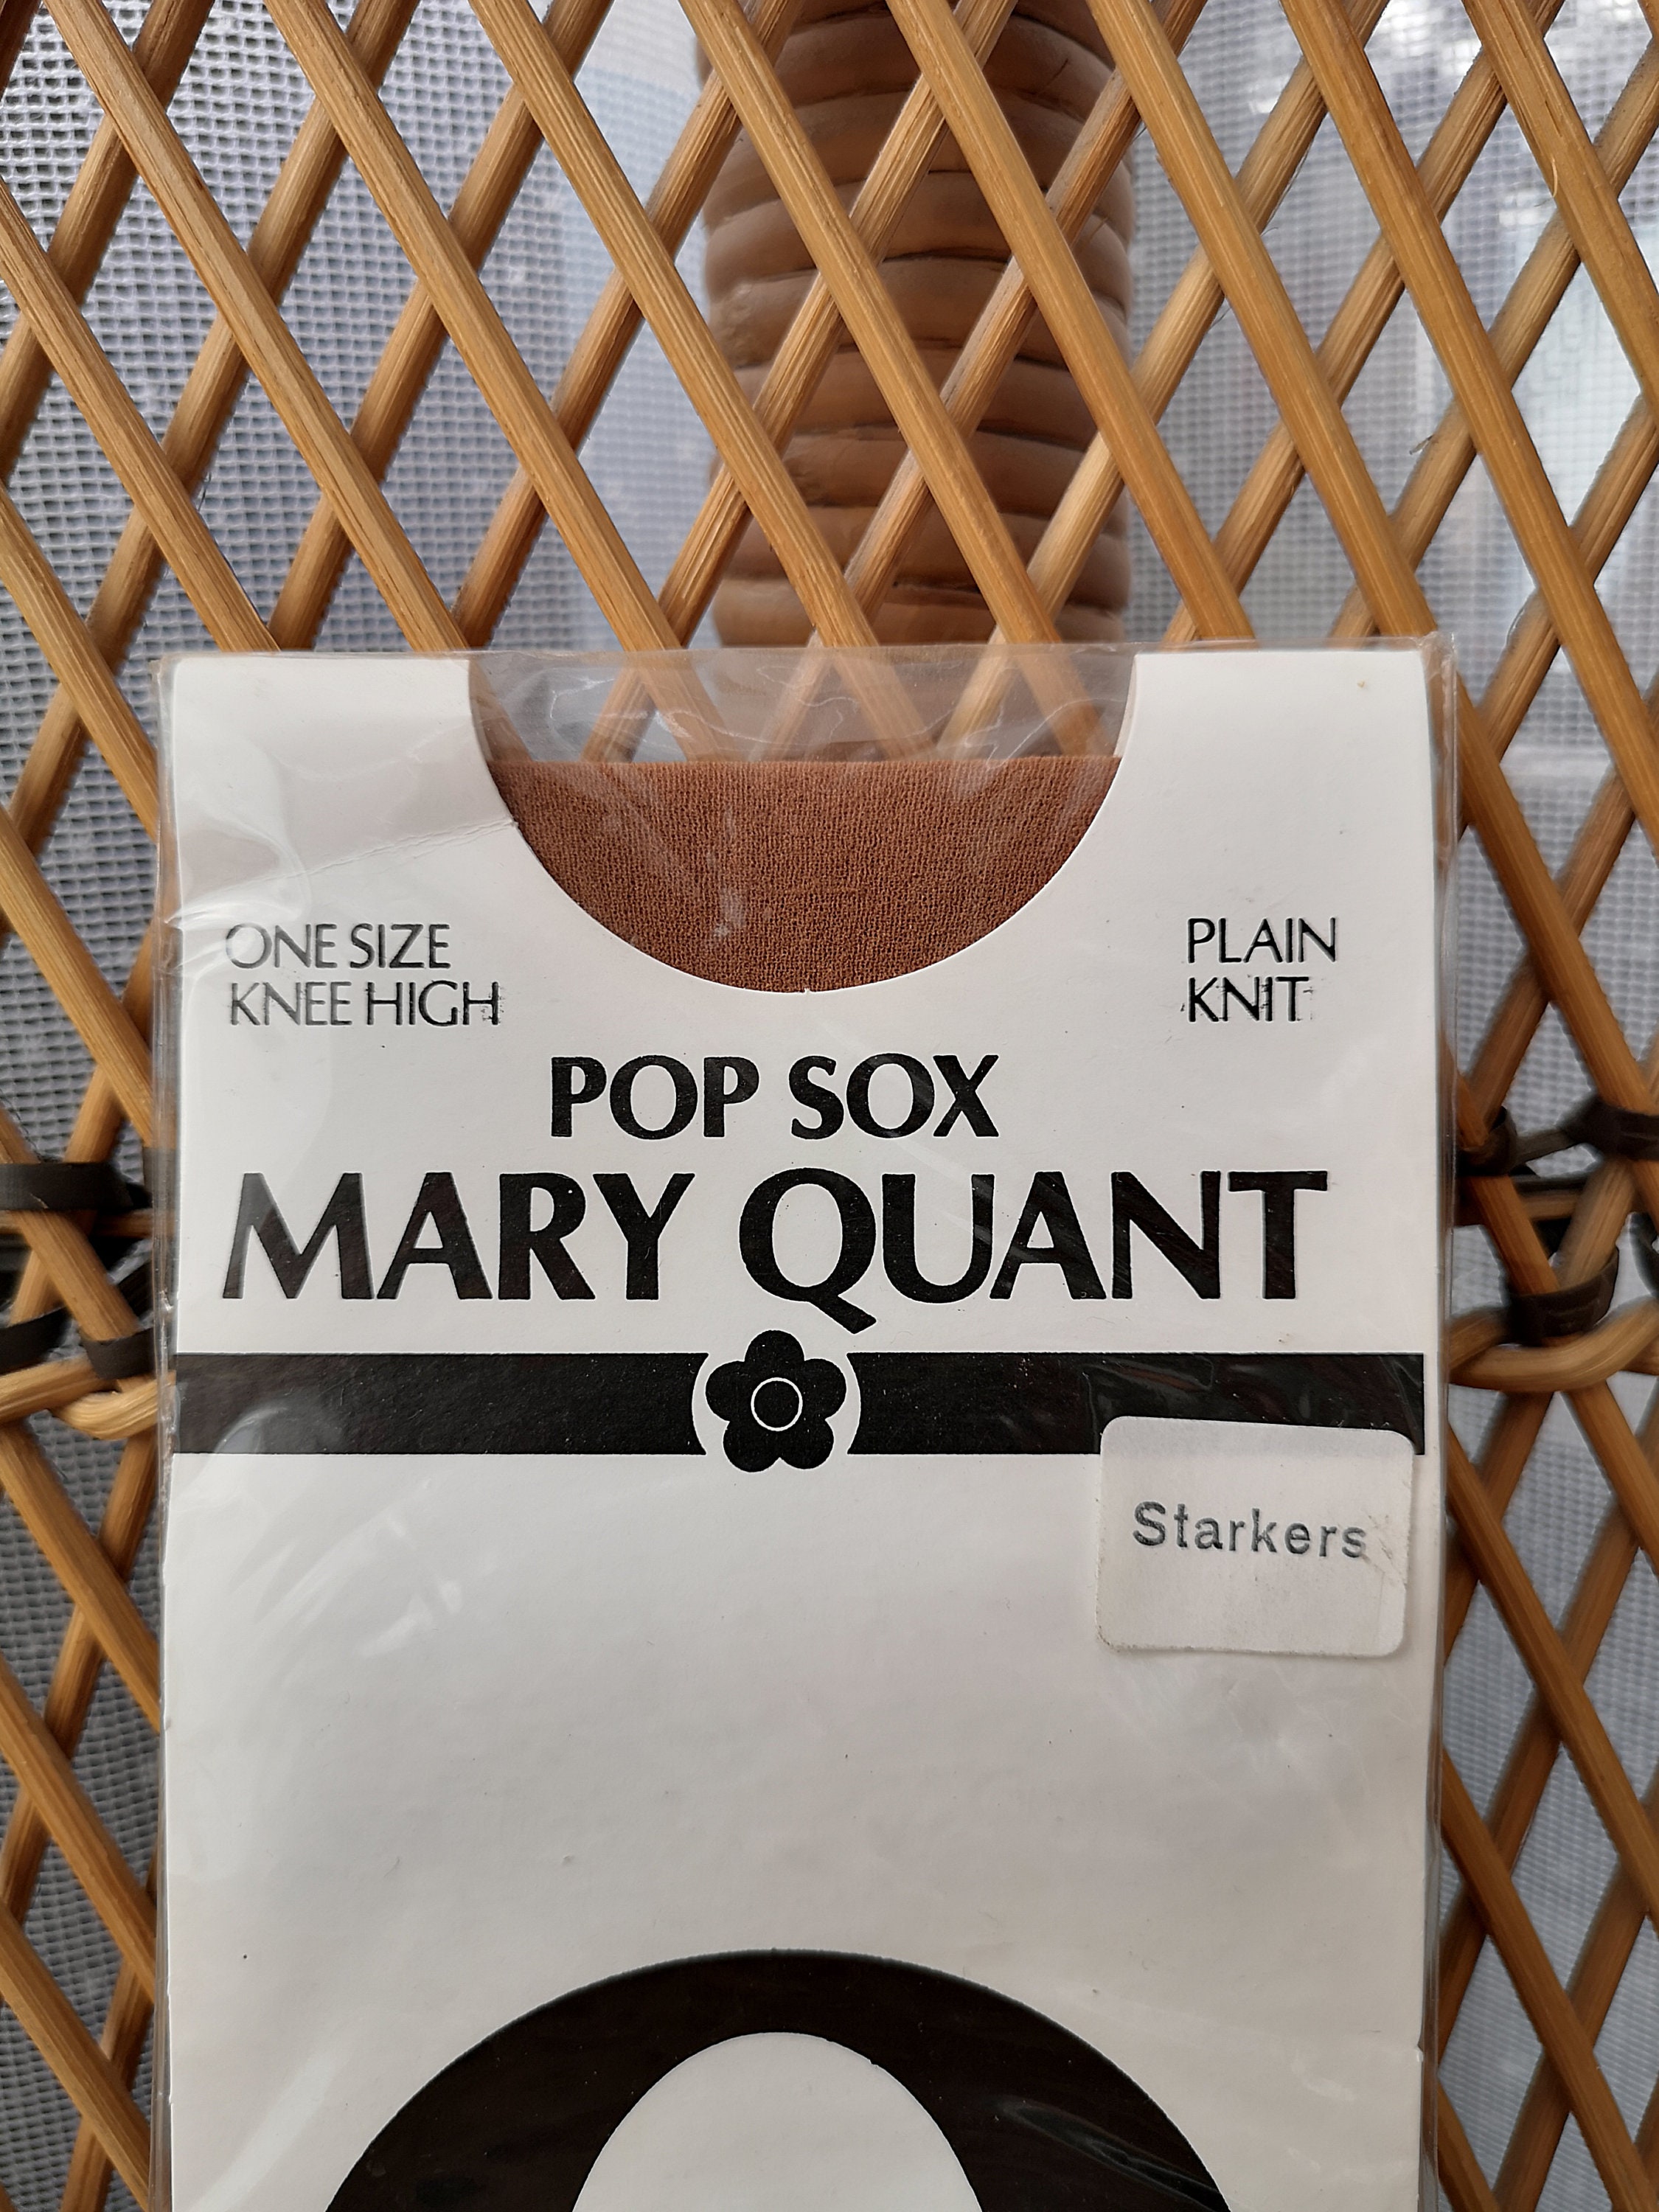 ONE SIZE
KNEE HIGH
PLAIN
KNIT
POP SOX
MARY QUANT
Starkers